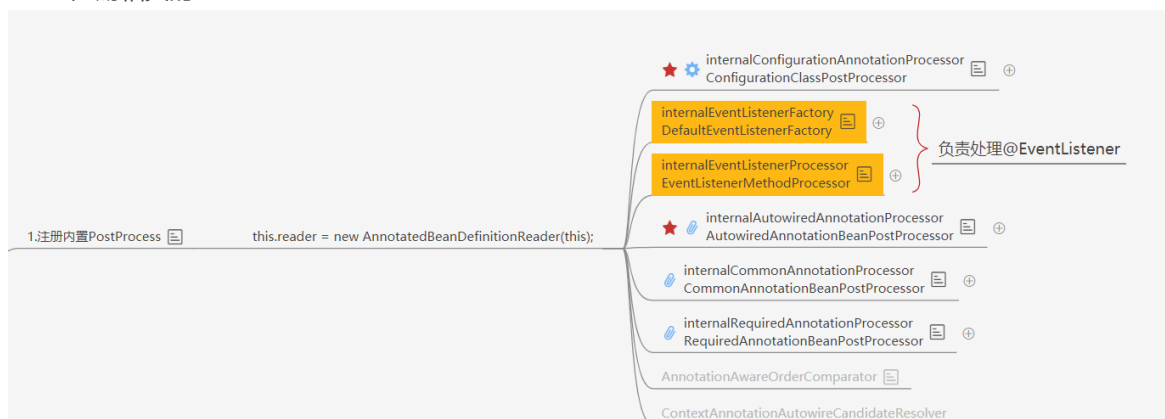 1.注册内置PostProcess
this.reader = new AnnotatedBeanDefinitionReader(this);
internalConfigurationAnnotationProcessor
ConfigurationClassPostProcessor
internalEventListenerFactory
DefaultEventListenerFactory
internalEventListenerProcessor
EventListenerMethodProcessor
负责处理@EventListener
internalAutowiredAnnotationProcessor
AutowiredAnnotationBeanPostProcessor
internalCommonAnnotationProcessor
CommonAnnotationBeanPostProcessor
internalRequiredAnnotationProcessor
RequiredAnnotationBeanPostProcessor
AnnotationAwareOrderComparator
ContextAnnotationAutowireCandidateResolver